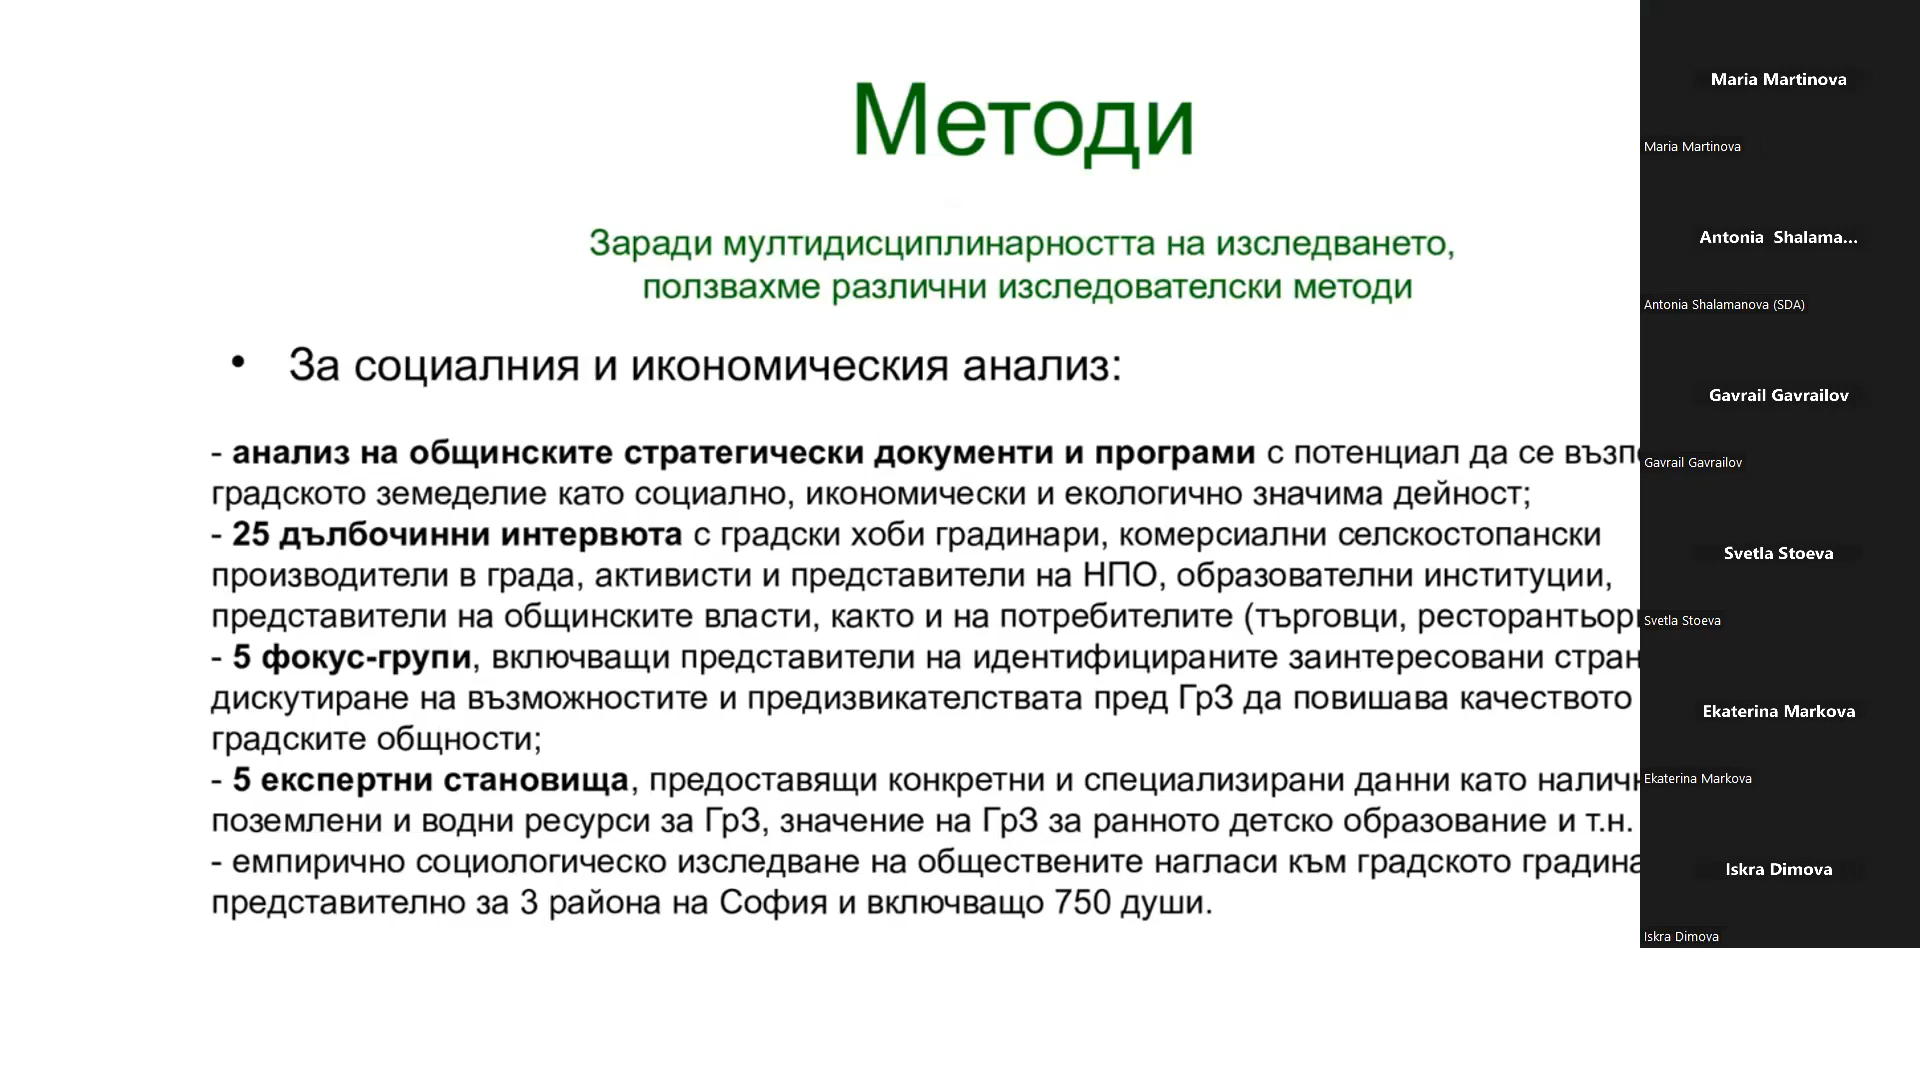 Методи
Заради мултидисциплинарността на изследването,
ползвахме различни изследователски методи
• За социалния и икономическия анализ:
- анализ на общинските стратегически документи и програми с потенциал да се
градското земеделие като социално, икономически и екологично значима дейност;
- 25 дълбочинни интервюта с градски хоби градинари, комерсиални селскостопански
производители в града, активисти и представители на НПО, образователни институции,
представители на общинските власти, както и на потребителите (търговци,
- 5 фокус-групи, включващи представители на идентифицираните заинтересовани
дискутиране на възможностите и предизвикателствата пред ГрЗ да повишава качеството
градските общности;
- 5 експертни становища, предоставящи конкретни и специализирани данни като
поземлени и водни ресурси за ГрЗ, значение на ГрЗ за ранното детско образование и т.н.
- емпирично социологическо изследване на обществените нагласи към градското
представително за 3 района на София и включващо 750 души.
Maria Martinova
Maria Martinova
Antonia Shalama...
Antonia Shalamanova (SDA)
Gavrail Gavrailov
Gavrail Gavrailov
Svetla Stoeva
Svetla Stoeva
Ekaterina Markova
Ekaterina Markova
Iskra Dimova
Iskra Dimova